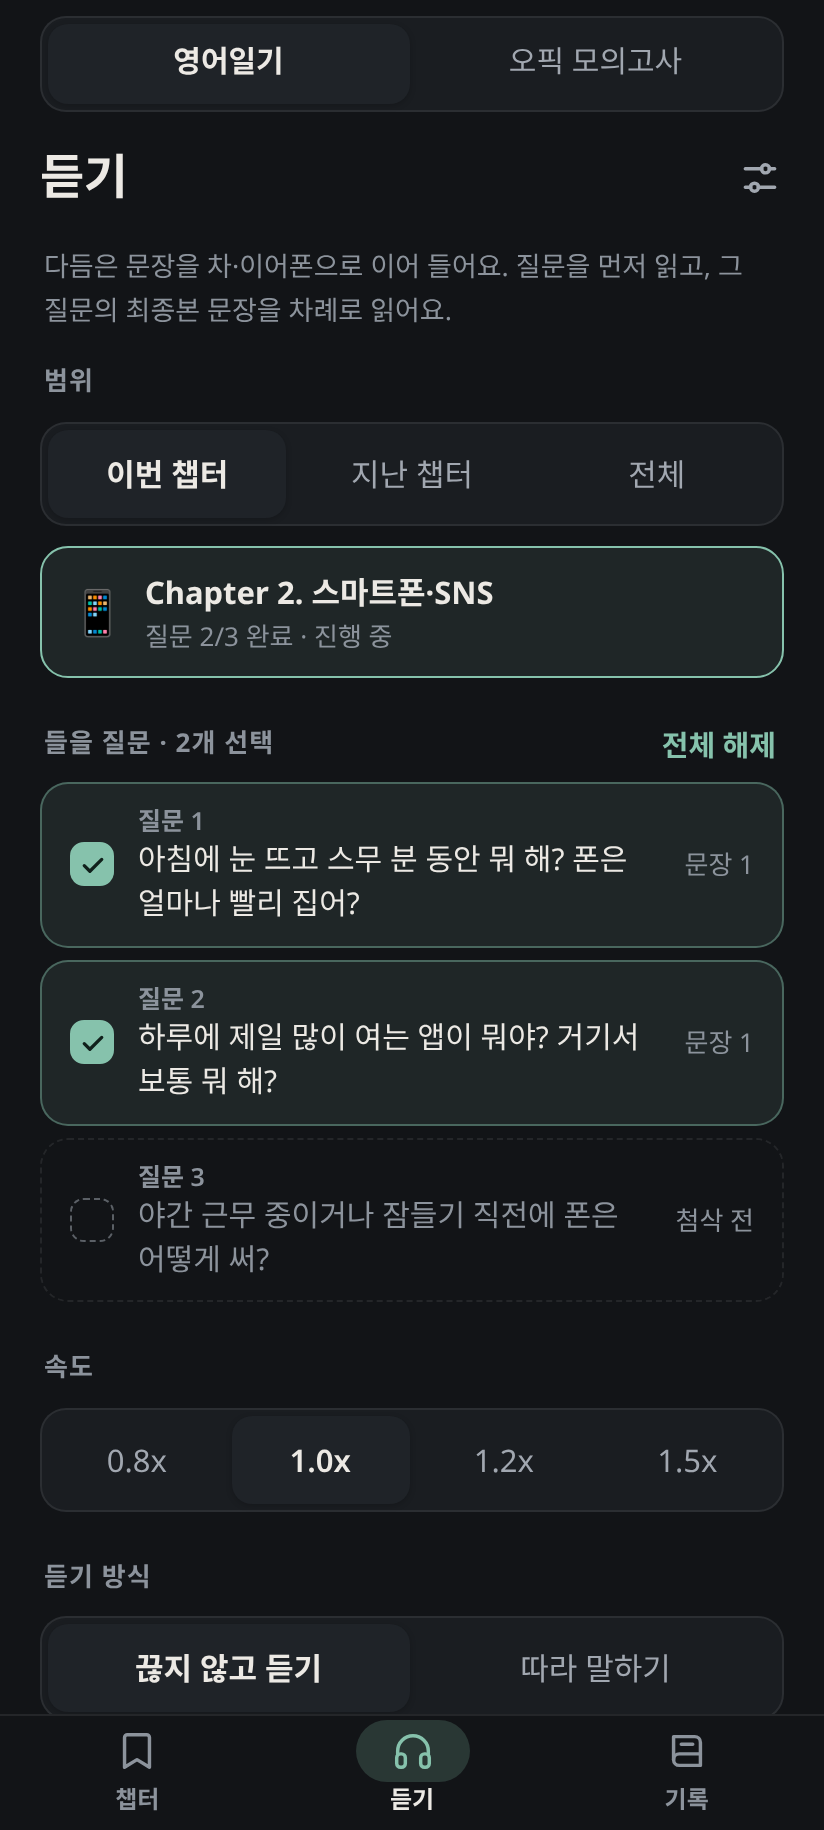 영어일기
오픽 모의고사
듣기
다듬은 문장을 차·이어폰으로 이어 들어요. 질문을 먼저 읽고, 그
질문의 최종본 문장을 차례로 읽어요.
범위
이번 챕터
지난 챕터
전체
Chapter 2. 스마트폰·SNS
질문 2/3 완료 · 진행 중
들을 질문 · 2개 선택
전체 해제
질문 1
아침에 눈 뜨고 스무 분 동안 뭐 해? 폰은
얼마나 빨리 집어?
문장 1
질문 2
하루에 제일 많이 여는 앱이 뭐야? 거기서
보통 뭐 해?
문장 1
질문 3
야간 근무 중이거나 잠들기 직전에 폰은
어떻게 써?
첨삭 전
속도
0.8x
1.0x
1.2x
1.5x
듣기 방식
끊지 않고 듣기
따라 말하기
챕터
듣기
기록